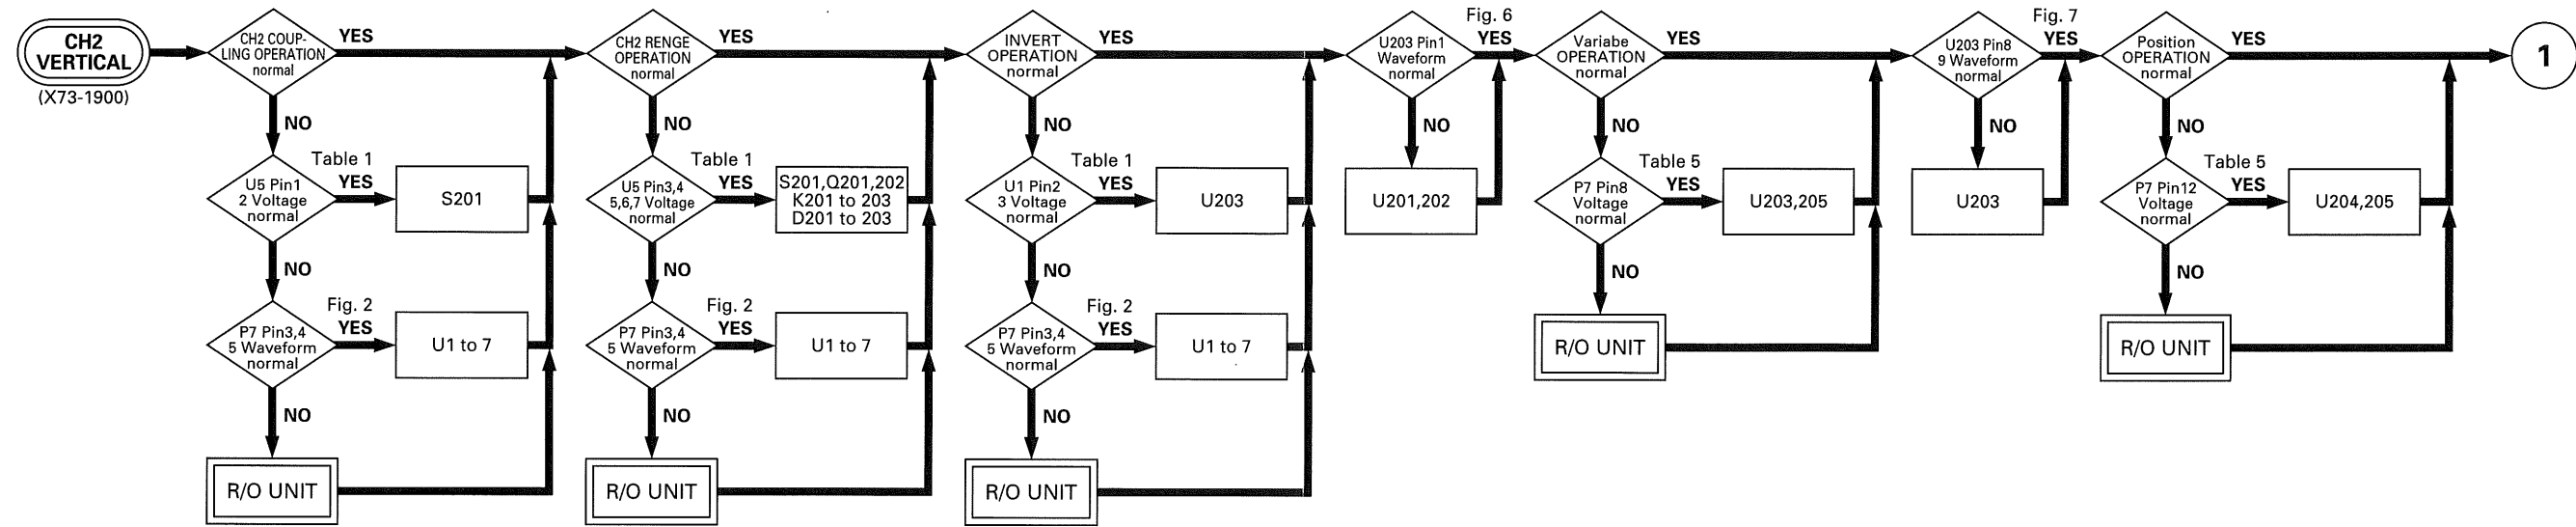 CH2
VERTICAL
(X73-1900)
CH2 COUP-
LING OPERATION
normal
YES
NO
U5 Pin1
2 Voltage
normal
Table 1
YES
S201
NO
P7 Pin3,4
5 Waveform
normal
Fig. 2
YES
U1 to 7
NO
R/O UNIT
CH2 RENGE
OPERATION
normal
YES
NO
U5 Pin3,4
5,6,7 Voltage
normal
Table 1
YES
S201,Q201,202
K201 to 203
D201 to 203
NO
P7 Pin3,4
5 Waveform
normal
Fig. 2
YES
U1 to 7
NO
R/O UNIT
INVERT
OPERATION
normal
YES
NO
U1 Pin2
3 Voltage
normal
Table 1
YES
U203
NO
P7 Pin3,4
5 Waveform
normal
Fig. 2
YES
U1 to 7
NO
R/O UNIT
U203 Pin1
Waveform
normal
Fig. 6
YES
NO
U201,202
Variabe
OPERATION
normal
YES
NO
P7 Pin8
Voltage
normal
Table 5
YES
U203,205
NO
R/O UNIT
U203 Pin8
9 Waveform
normal
Fig. 7
YES
NO
U203
Position
OPERATION
normal
YES
NO
P7 Pin12
Voltage
normal
Table 5
YES
U204,205
NO
R/O UNIT
1